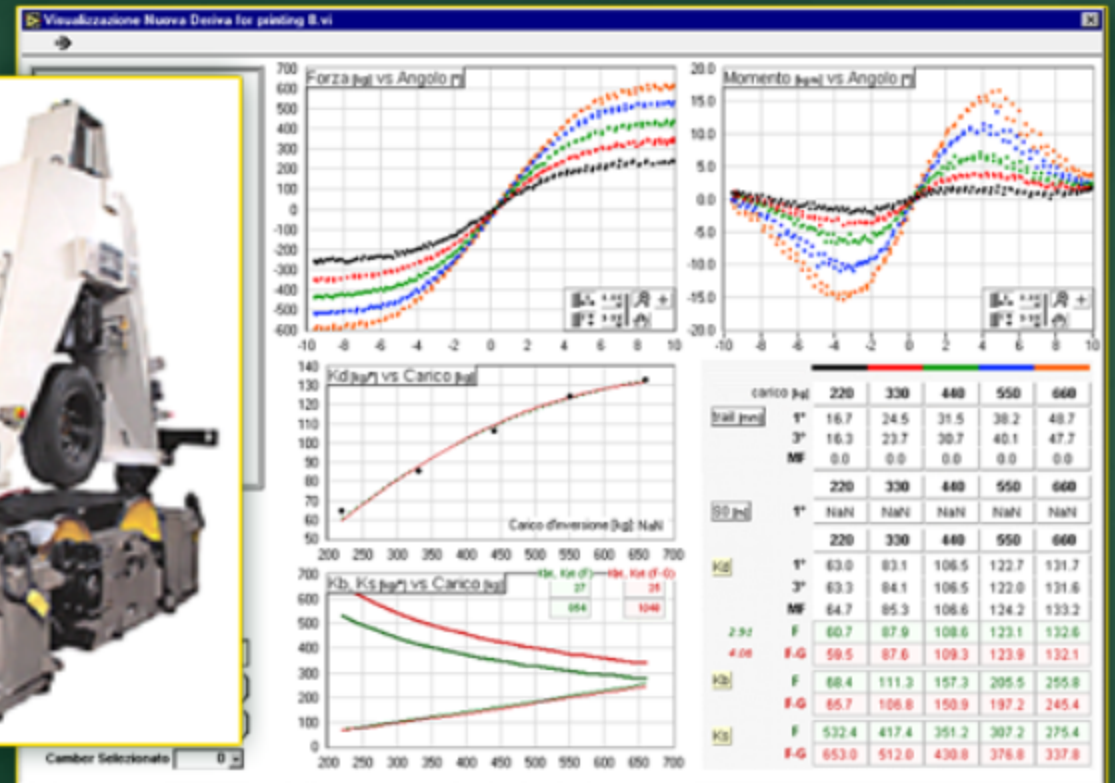 Visualizzazione Nuova Deriva for printing 8.vi
Forza [kg] vs Angolo [°]
700
600
500
400
300
200
100
0
-100
-200
-300
-400
-500
-600
-10 -8 -6 -4 -2 0 2 4 6 8 10
Momento [kgm] vs Angolo [°]
20.0
15.0
10.0
5.0
0.0
-5.0
-10.0
-15.0
-20.0
-10 -8 -6 -4 -2 0 2 4 6 8 10
Kd [kg/°] vs Carico [kg]
140
130
120
110
100
90
80
70
60
50
Carico d'inversione [kg] NaN
200 250 300 350 400 450 500 550 600 650 700
Kb, Ks [kg/°] vs Carico [kg]
27 25
700
600
500
400
300
200
100
0
200 250 300 350 400 450 500 550 600 650 700
carico [kg] 220 330 440 550 660
trail [mm] 1° 16.7 24.5 31.5 38.2 48.7
3° 16.3 23.7 30.7 40.1 47.7
MF 0.0 0.0 0.0 0.0 0.0
220 330 440 550 660
1° NaN NaN NaN NaN NaN
220 330 440 550 660
Kd 1° 63.0 83.1 106.5 122.7 131.7
3° 63.3 84.1 106.5 122.0 131.6
MF 64.7 85.3 106.6 124.2 133.2
F 60.7 87.9 108.6 123.1 132.6
4.06 F-G 59.5 87.6 109.3 123.9 132.1
Kb F 68.4 111.3 157.3 205.5 255.8
F-G 65.7 106.8 150.9 197.2 245.4
Ks F 532.4 417.4 351.2 307.2 275.4
F-G 653.0 512.0 430.8 376.8 337.8
Camber Selezionato 0